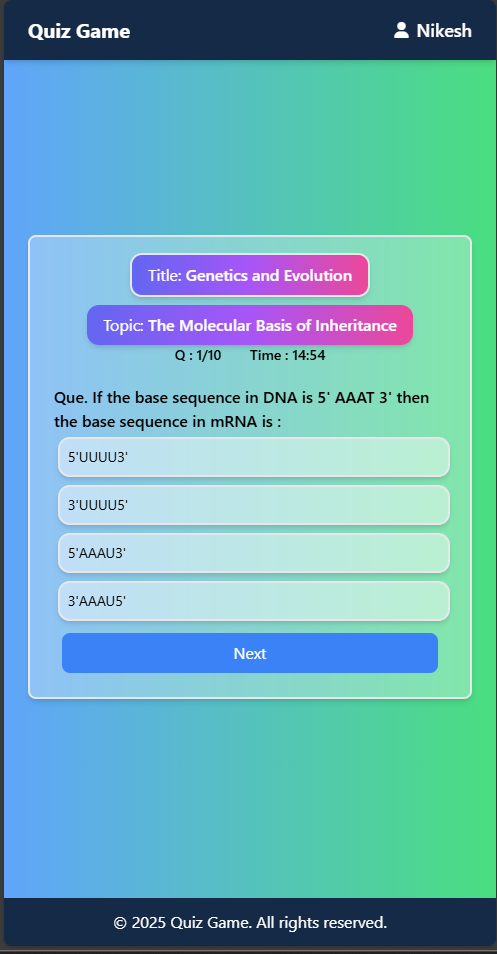 Quiz Game
Nikesh
Title: Genetics and Evolution
Topic: The Molecular Basis of Inheritance
Q : 1/10 Time : 14:54
Que. If the base sequence in DNA is 5' AAAT 3' then
the base sequence in mRNA is :
5'UUUU3'
3'UUUU5'
5'AAAU3'
3'AAAU5'
Next
© 2025 Quiz Game. All rights reserved.